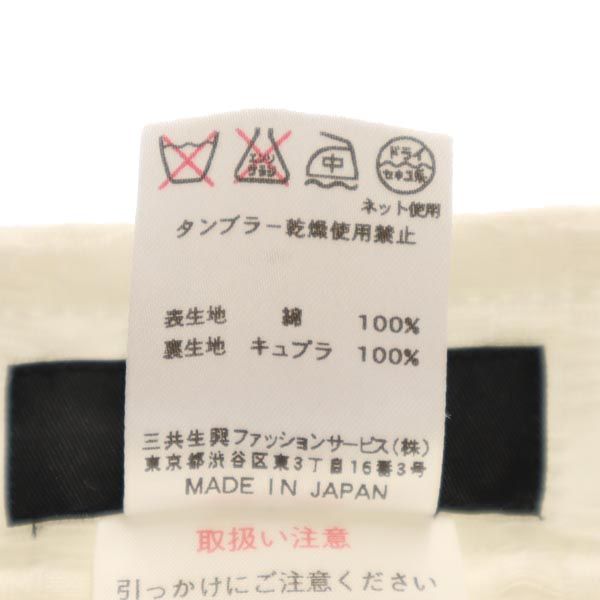 エンソ
サラシ
中
ドライ
セキユ系
ネット使用
タンブラー乾燥使用禁止
表生地 綿 100%
裏生地 キュプラ 100%
三共生興ファッションサービス(株)
東京都渋谷区東3丁目16番3号
MADE IN JAPAN
取扱い注意
引っかけにご注意ください